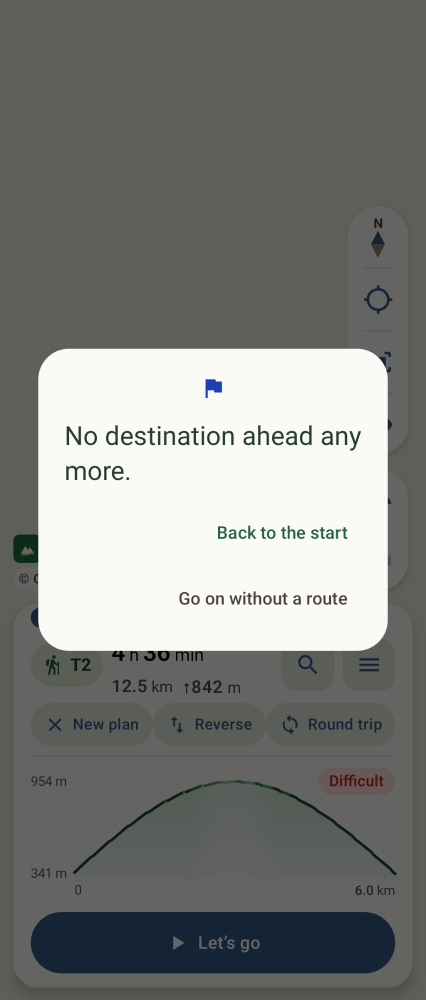 N
No destination ahead any
more.
Back to the start
©
Go on without a route
T2
4 h 36 min
12.5 km ↑842 m
New plan
Reverse
Round trip
954 m
Difficult
341 m
0
6.0 km
Let's go